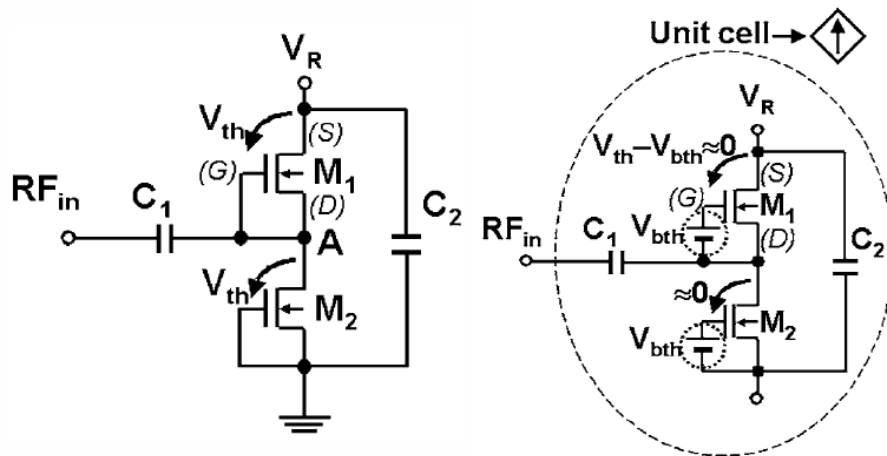 V_R
V_th
(S)
(G)
M_1
RF_in
C_1
(D)
C_2
A
V_th
M_2
Unit cell→
V_R
V_th–V_bth≈0
(S)
(G)
M_1
V_bth
RF_in
C_1
(D)
C_2
≈0
M_2
V_bth